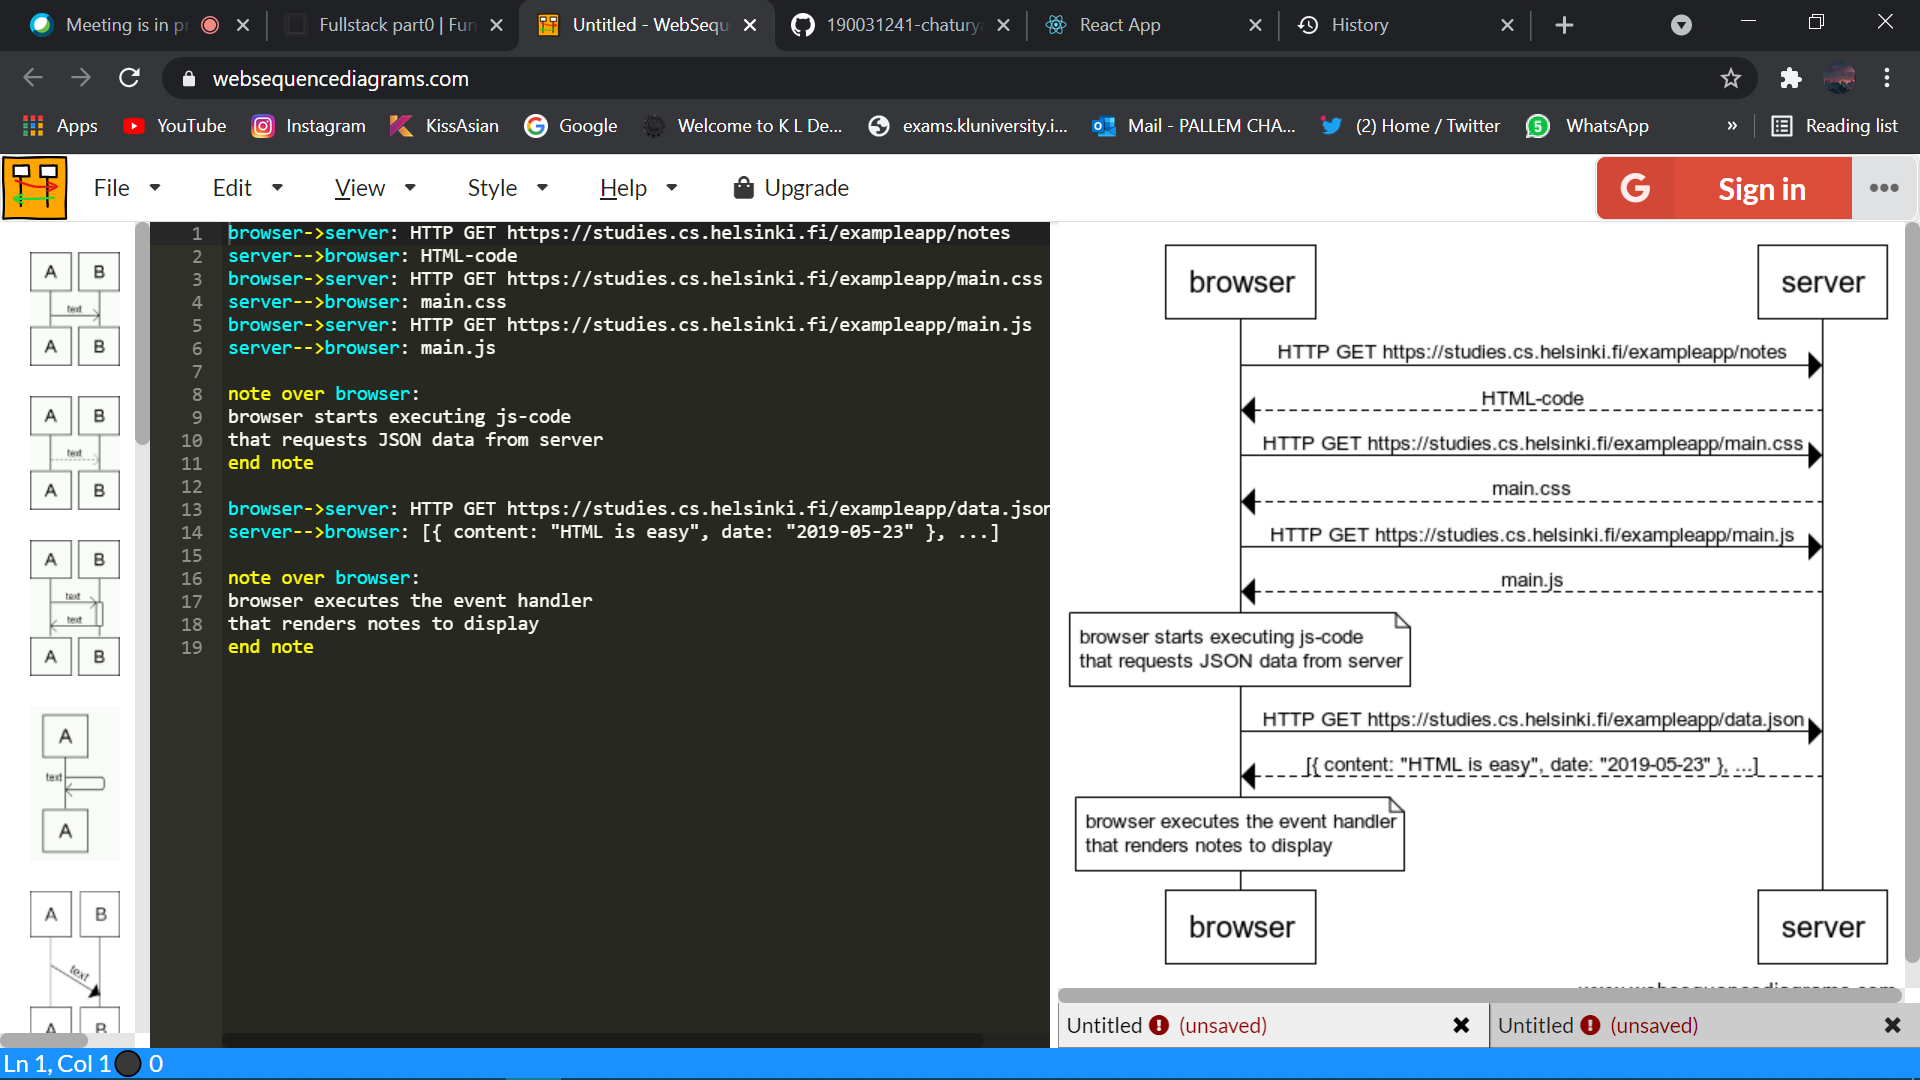 Meeting is in pr
Fullstack part0 | Fun
Untitled - WebSequ
190031241-chaturya
React App
History
websequencediagrams.com
Apps
YouTube
Instagram
KissAsian
Google
Welcome to K L De...
exams.kluniversity.i...
Mail - PALLEM CHA...
(2) Home / Twitter
5
WhatsApp
»
Reading list
File
Edit
View
Style
Help
Upgrade
G
Sign in
A B
text
A B
A B
text
A B
A B
text
text
A B
A
text
A
A B
text
A B
1 browser->server: HTTP GET https://studies.cs.helsinki.fi/exampleapp/notes
2 server-->browser: HTML-code
3 browser->server: HTTP GET https://studies.cs.helsinki.fi/exampleapp/main.css
4 server-->browser: main.css
5 browser->server: HTTP GET https://studies.cs.helsinki.fi/exampleapp/main.js
6 server-->browser: main.js
7
8 note over browser:
9 browser starts executing js-code
10 that requests JSON data from server
11 end note
12
13 browser->server: HTTP GET https://studies.cs.helsinki.fi/exampleapp/data.json
14 server-->browser: [{ content: "HTML is easy", date: "2019-05-23" }, ...]
15
16 note over browser:
17 browser executes the event handler
18 that renders notes to display
19 end note
browser
server
HTTP GET https://studies.cs.helsinki.fi/exampleapp/notes
HTML-code
HTTP GET https://studies.cs.helsinki.fi/exampleapp/main.css
main.css
HTTP GET https://studies.cs.helsinki.fi/exampleapp/main.js
main.js
browser starts executing js-code
that requests JSON data from server
HTTP GET https://studies.cs.helsinki.fi/exampleapp/data.json
[{ content: "HTML is easy", date: "2019-05-23" }, ...]
browser executes the event handler
that renders notes to display
browser
server
www.websequencediagrams.com
Untitled (unsaved)
Untitled (unsaved)
Ln 1, Col 1 0